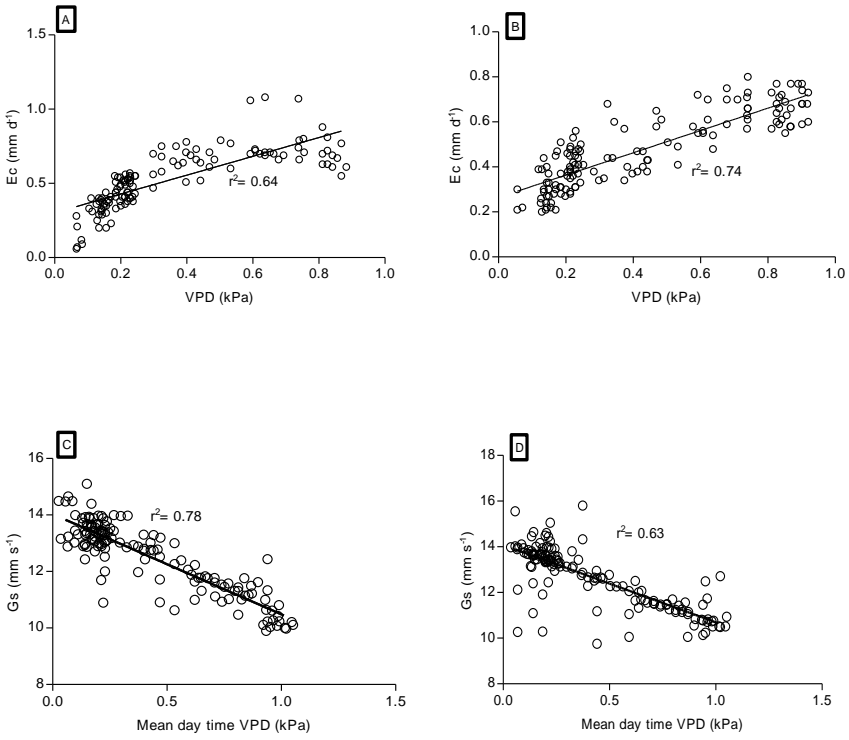 A
1.5
1.0
0.5
0.0
Ec (mm d-1)
r2= 0.64
0.0 0.2 0.4 0.6 0.8 1.0
VPD (kPa)
B
1.0
0.8
0.6
0.4
0.2
0.0
Ec (mm d-1)
r2= 0.74
0.0 0.2 0.4 0.6 0.8 1.0
VPD (kPa)
C
16
14
12
10
8
Gs (mm s-1)
r2= 0.78
0.0 0.5 1.0 1.5
Mean day time VPD (kPa)
D
18
16
14
12
10
8
Gs (mm s-1)
r2= 0.63
0.0 0.5 1.0 1.5
Mean day time VPD (kPa)